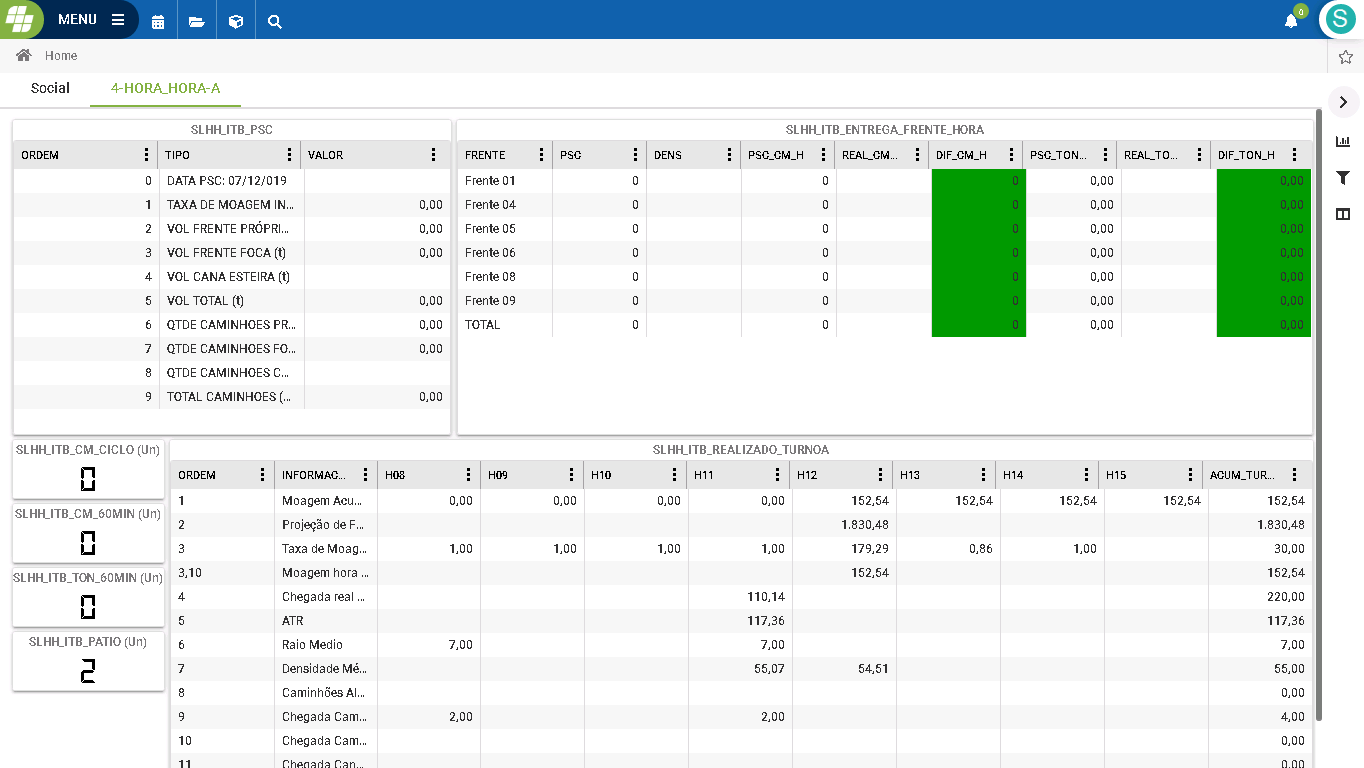 MENU
0
S
Home
Social 4-HORA_HORA-A
SLHH_ITB_PSC
ORDEM TIPO VALOR
0 DATA PSC: 07/12/019
1 TAXA DE MOAGEM IN... 0,00
2 VOL FRENTE PRÓPRI... 0,00
3 VOL FRENTE FOCA (t) 0,00
4 VOL CANA ESTEIRA (t)
5 VOL TOTAL (t) 0,00
6 QTDE CAMINHOES PR... 0,00
7 QTDE CAMINHOES FO... 0,00
8 QTDE CAMINHOES C...
9 TOTAL CAMINHOES (... 0,00
SLHH_ITB_ENTREGA_FRENTE_HORA
FRENTE PSC DENS PSC_CM_H REAL_CM... DIF_CM_H PSC_TON... REAL_TO... DIF_TON_H
Frente 01 0 0 0 0,00 0,00
Frente 04 0 0 0 0,00 0,00
Frente 05 0 0 0 0,00 0,00
Frente 06 0 0 0 0,00 0,00
Frente 08 0 0 0 0,00 0,00
Frente 09 0 0 0 0,00 0,00
TOTAL 0 0 0 0,00 0,00
SLHH_ITB_CM_CICLO (Un)
0
SLHH_ITB_CM_60MIN (Un)
0
SLHH_ITB_TON_60MIN (Un)
0
SLHH_ITB_PATIO (Un)
2
SLHH_ITB_REALIZADO_TURNOA
ORDEM INFORMAC... H08 H09 H10 H11 H12 H13 H14 H15 ACUM_TUR...
1 Moagem Acu... 0,00 0,00 0,00 0,00 152,54 152,54 152,54 152,54 152,54
2 Projeção de F... 1.830,48 1.830,48
3 Taxa de Moag... 1,00 1,00 1,00 1,00 179,29 0,86 1,00 30,00
3,10 Moagem hora ... 152,54 152,54
4 Chegada real ... 110,14 220,00
5 ATR 117,36 117,36
6 Raio Medio 7,00 7,00 7,00
7 Densidade Mé... 55,07 54,51 55,00
8 Caminhões Al... 0,00
9 Chegada Cam... 2,00 2,00 4,00
10 Chegada Cam... 0,00
11 Chegada Can... 0,00